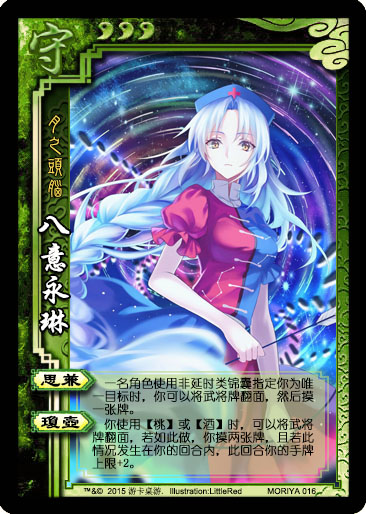 守
月之頭腦
八意永琳
思兼
一名角色使用非延时类锦囊指定你为唯
一目标时，你可以将武将牌翻面，然后摸
一张牌。
瓊壺
你使用【桃】或【酒】时，可以将武将
牌翻面，若如此做，你摸两张牌，且若此
情况发生在你的回合内，此回合你的手牌
上限+2。
™&© 2015 游卡桌游. Illustration:LittleRed
MORIYA 016